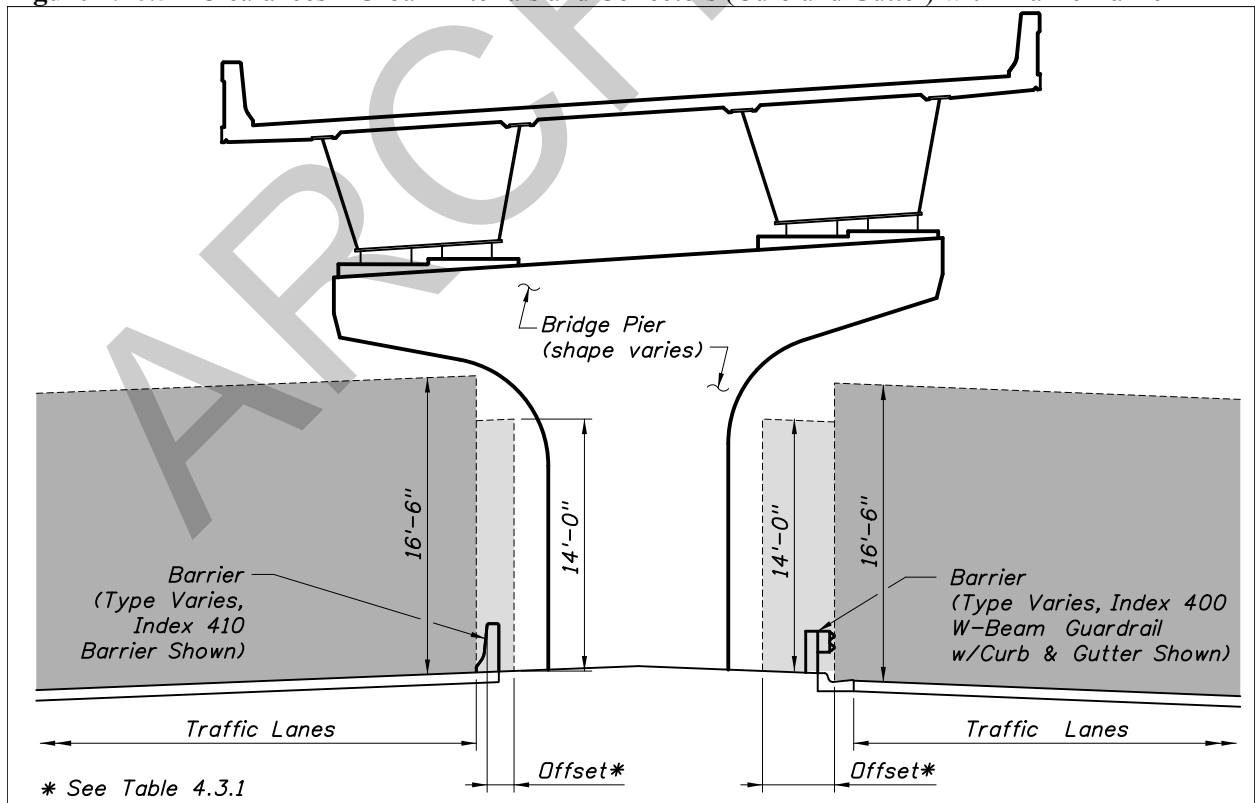 Bridge Pier
(shape varies)
16'-6"
14'-0"
14'-0"
16'-6"
Barrier
(Type Varies,
Index 410
Barrier Shown)
Barrier
(Type Varies, Index 400
W-Beam Guardrail
w/Curb & Gutter Shown)
Traffic Lanes
Traffic Lanes
Offset*
Offset*
* See Table 4.3.1